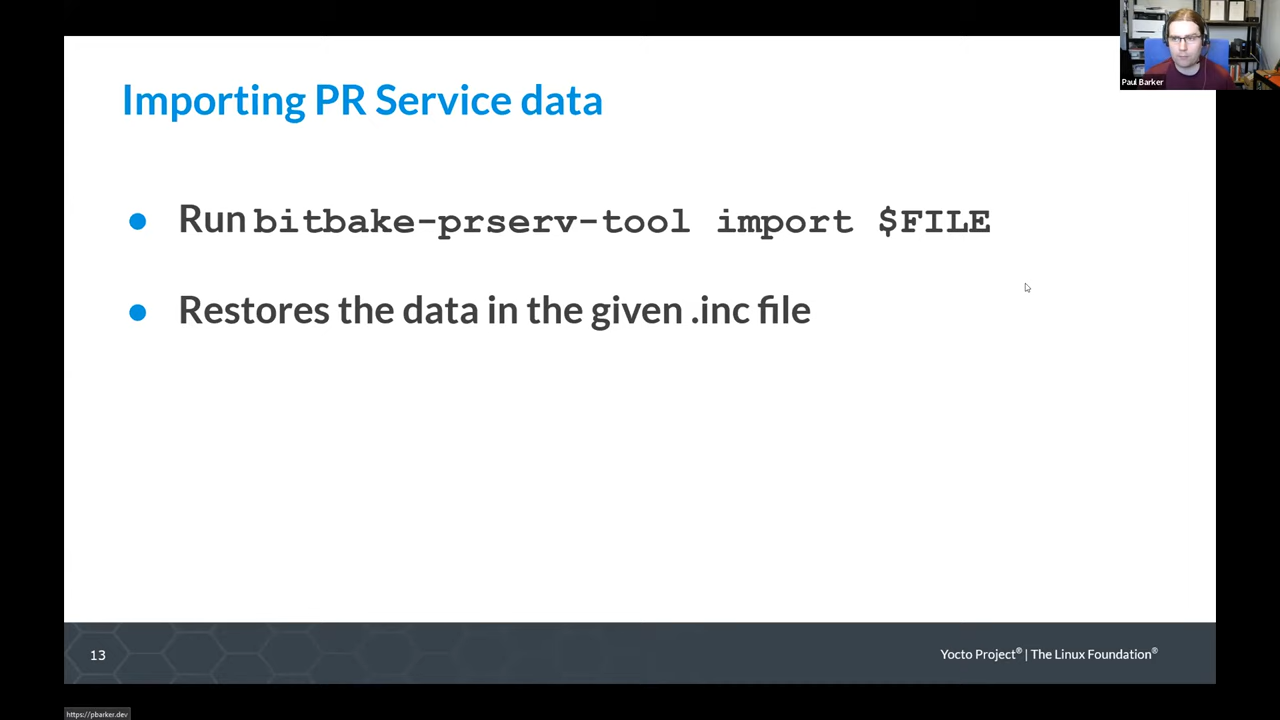 Paul Barker
Importing PR Service data
● Run bitbake-prserv-tool import $FILE
● Restores the data in the given .inc file
13
Yocto Project® | The Linux Foundation®
https://pbarker.dev